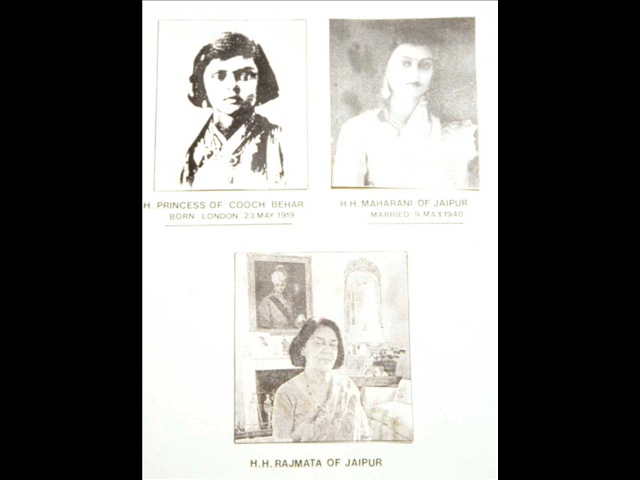 H. PRINCESS OF COOCH BEHAR
BORN LONDON 23 MAY 1919
H.H. MAHARANI OF JAIPUR
MARRIED 9 MAY 1940
H.H. RAJMATA OF JAIPUR